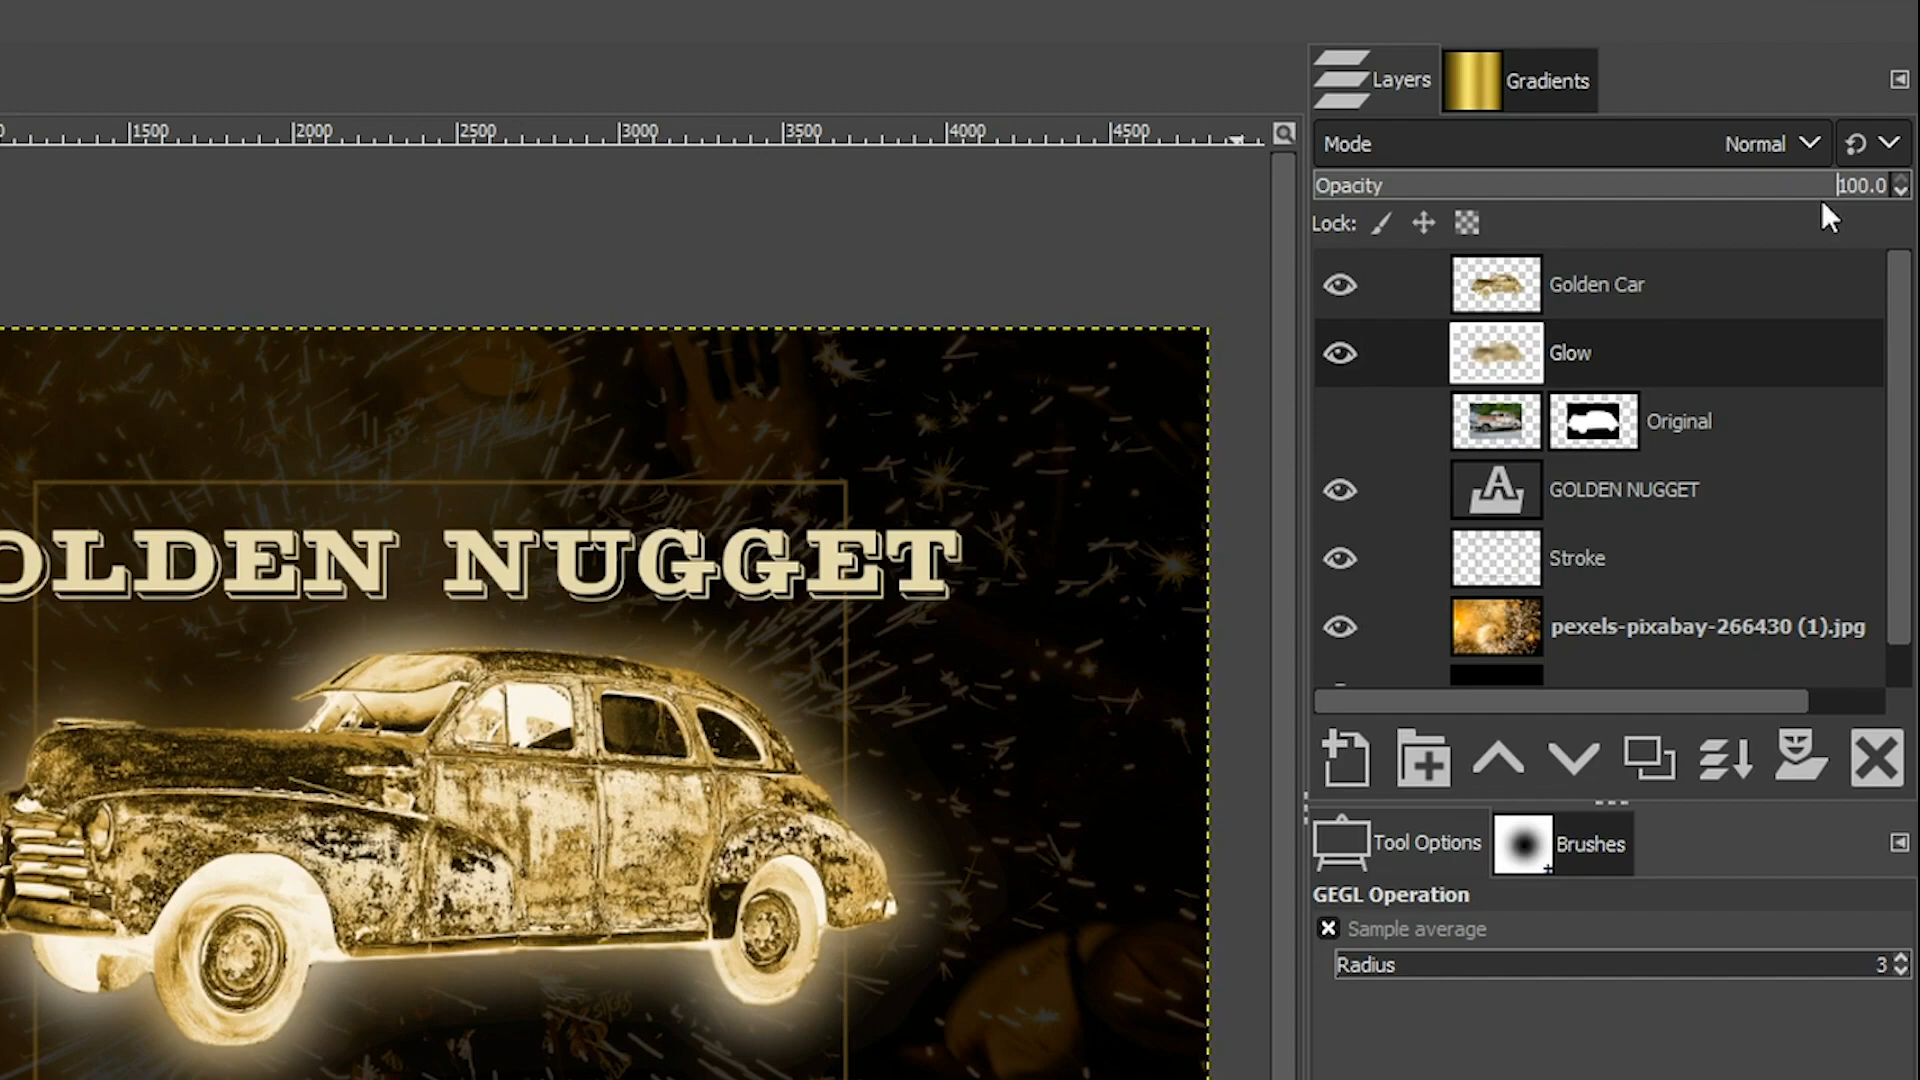 Layers Gradients
1500 2000 2500 3000 3500 4000 4500
Mode Normal
Opacity 100.0
Lock:
Golden Car
Glow
Original
GOLDEN NUGGET
Stroke
pexels-pixabay-266430 (1).jpg
OLDEN NUGGET
Tool Options Brushes
GEGL Operation
Sample average
Radius 3